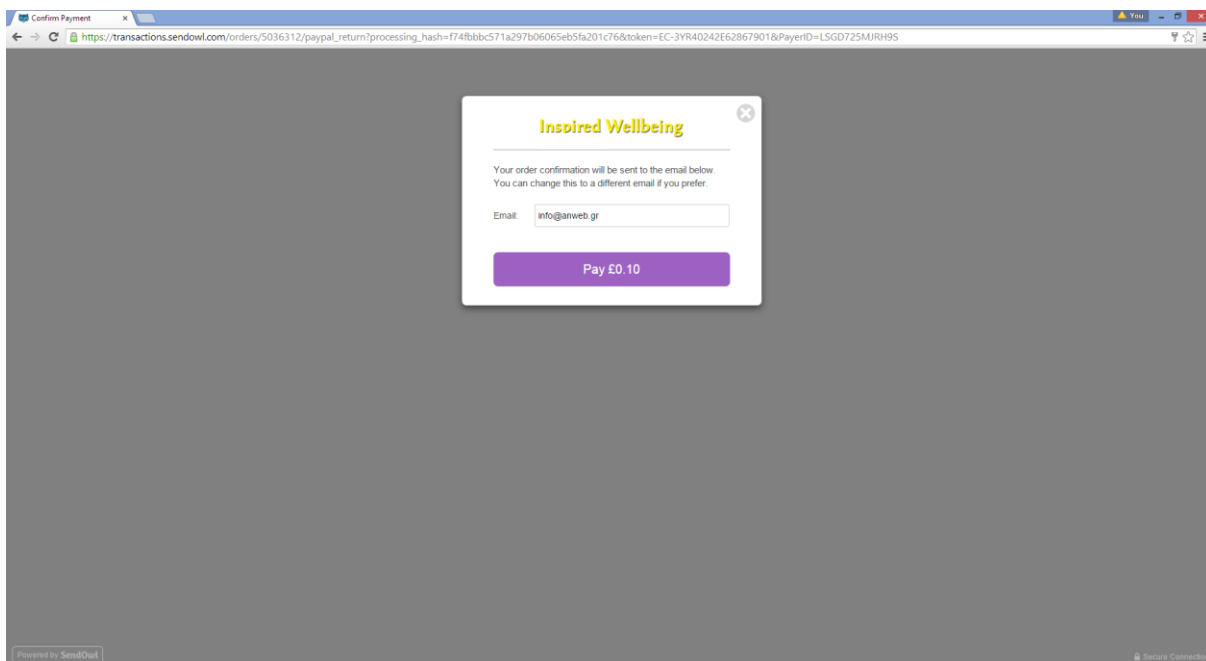 Confirm Payment
You
https://transactions.sendowl.com/orders/5036312/paypal_return?processing_hash=f74fbbbc571a297b06065eb5fa201c76&token=EC-3YR40242E62867901&PayerID=LSGD725MJRH9S
Inspired Wellbeing
Your order confirmation will be sent to the email below.
You can change this to a different email if you prefer.
Email: info@anweb.gr
Pay £0.10
Powered by SendOwl
Secure Connectio